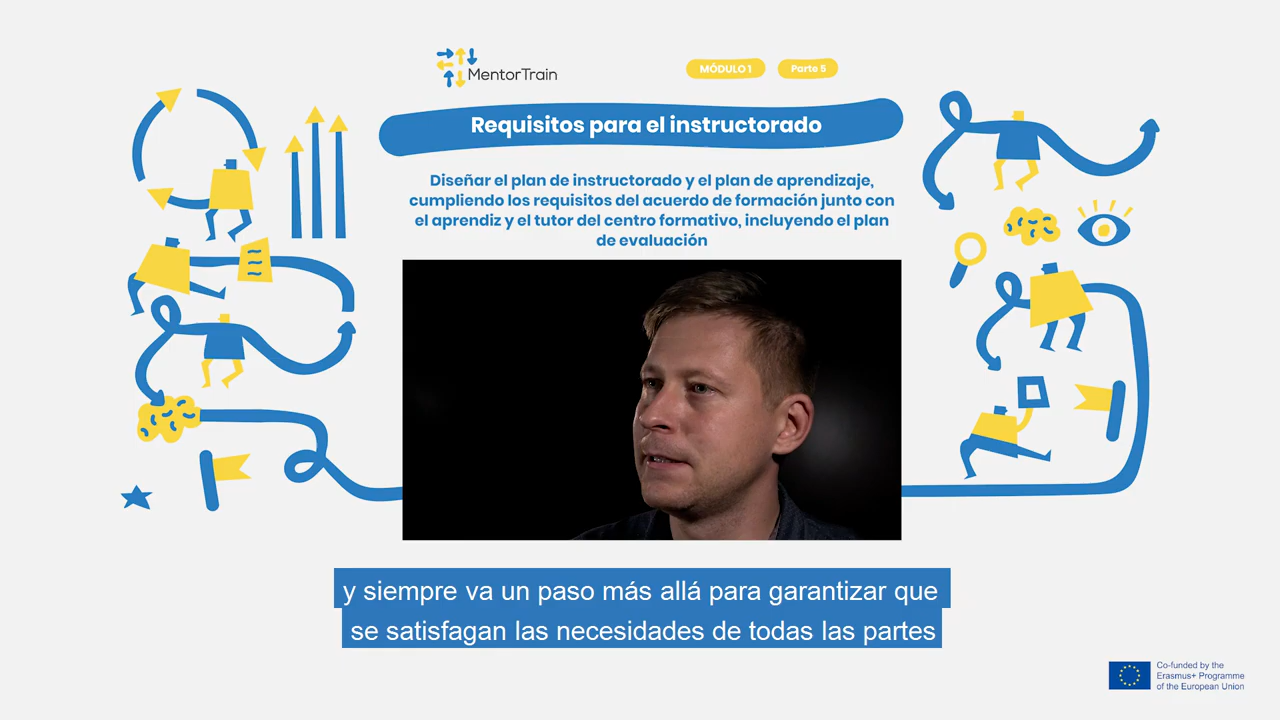 MentorTrain
MÓDULO 1
Parte 5
Requisitos para el instructorado
Diseñar el plan de instructorado y el plan de aprendizaje,
cumpliendo los requisitos del acuerdo de formación junto con
el aprendiz y el tutor del centro formativo, incluyendo el plan
de evaluación
y siempre va un paso más allá para garantizar que
se satisfagan las necesidades de todas las partes
Co-funded by the
Erasmus+ Programme
of the European Union